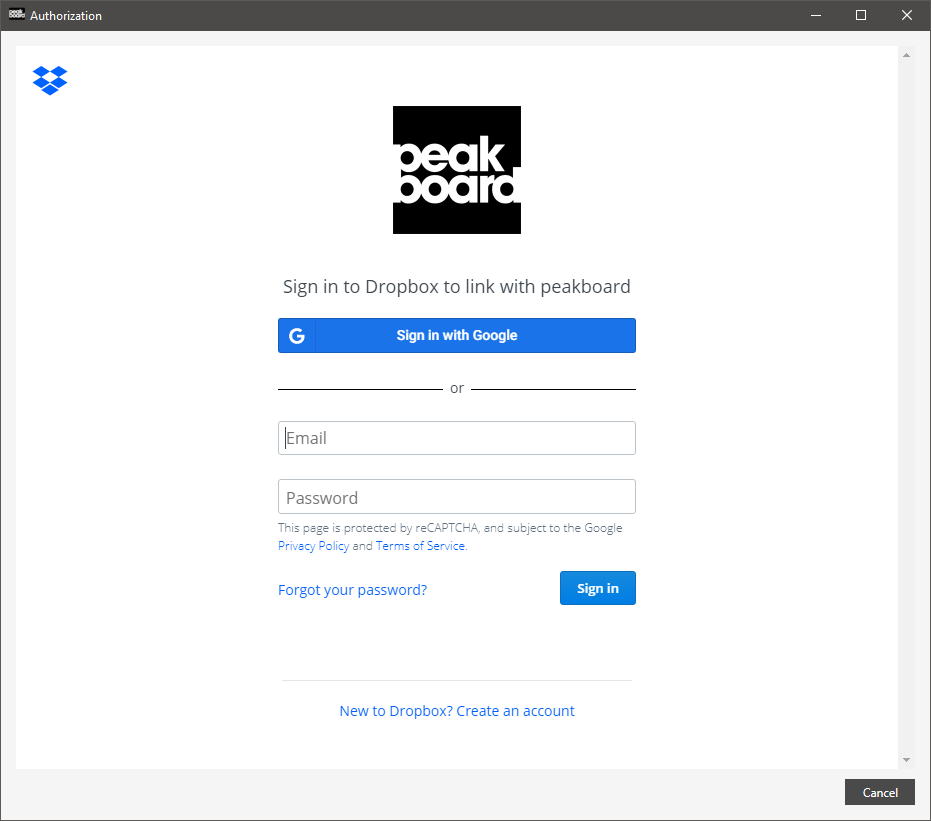 peak
board
Authorization
peak
board
Sign in to Dropbox to link with peakboard
G
Sign in with Google
or
Email
Password
This page is protected by reCAPTCHA, and subject to the Google
Privacy Policy and Terms of Service.
Forgot your password?
Sign in
New to Dropbox? Create an account
Cancel